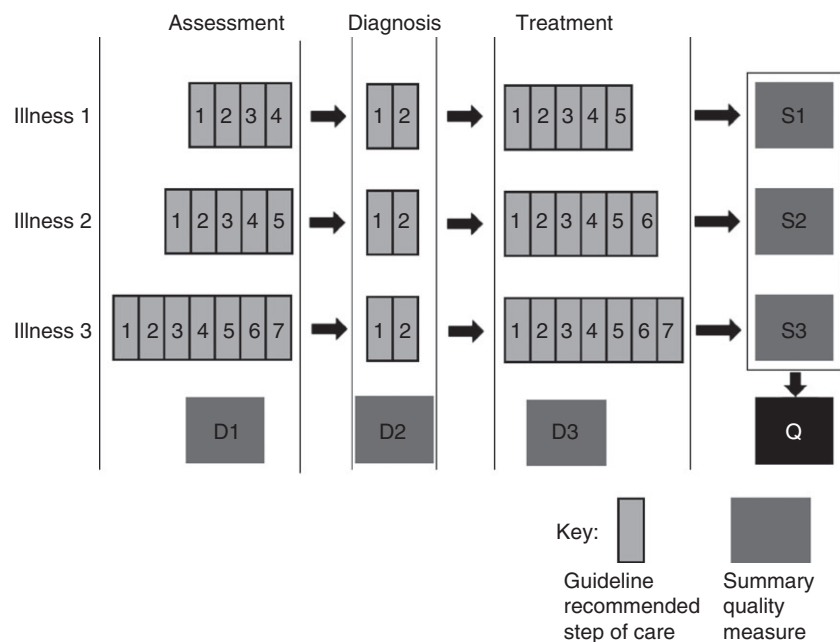 Assessment Diagnosis Treatment
Illness 1 1 2 3 4 1 2 1 2 3 4 5 S1
Illness 2 1 2 3 4 5 1 2 1 2 3 4 5 6 S2
Illness 3 1 2 3 4 5 6 7 1 2 1 2 3 4 5 6 7 S3
D1 D2 D3 Q
Key:
Guideline
recommended
step of care
Summary
quality
measure